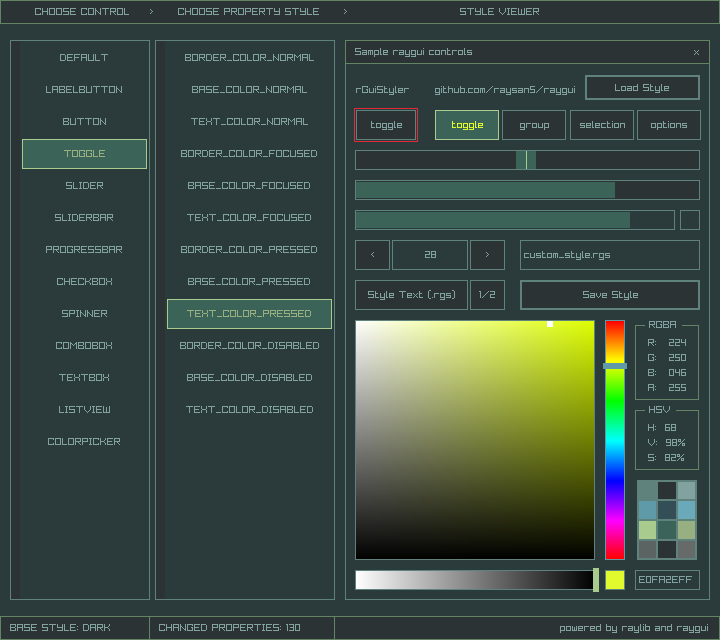 CHOOSE CONTROL > CHOOSE PROPERTY STYLE > STYLE VIEWER
DEFAULT
LABELBUTTON
BUTTON
TOGGLE
SLIDER
SLIDERBAR
PROGRESSBAR
CHECKBOX
SPINNER
COMBOBOX
TEXTBOX
LISTVIEW
COLORPICKER
BORDER_COLOR_NORMAL
BASE_COLOR_NORMAL
TEXT_COLOR_NORMAL
BORDER_COLOR_FOCUSED
BASE_COLOR_FOCUSED
TEXT_COLOR_FOCUSED
BORDER_COLOR_PRESSED
BASE_COLOR_PRESSED
TEXT_COLOR_PRESSED
BORDER_COLOR_DISABLED
BASE_COLOR_DISABLED
TEXT_COLOR_DISABLED
Sample raygui controls x
rGuiStyler github.com/raysan5/raygui Load Style
toggle toggle group selection options
< 28 > custom_style.rgs
Style Text (.rgs) 1/2 Save Style
RGBA
R: 224
G: 250
B: 046
A: 255
HSV
H: 68
V: 98%
S: 82%
E0FA2EFF
BASE STYLE: DARK CHANGED PROPERTIES: 130 powered by raylib and raygui